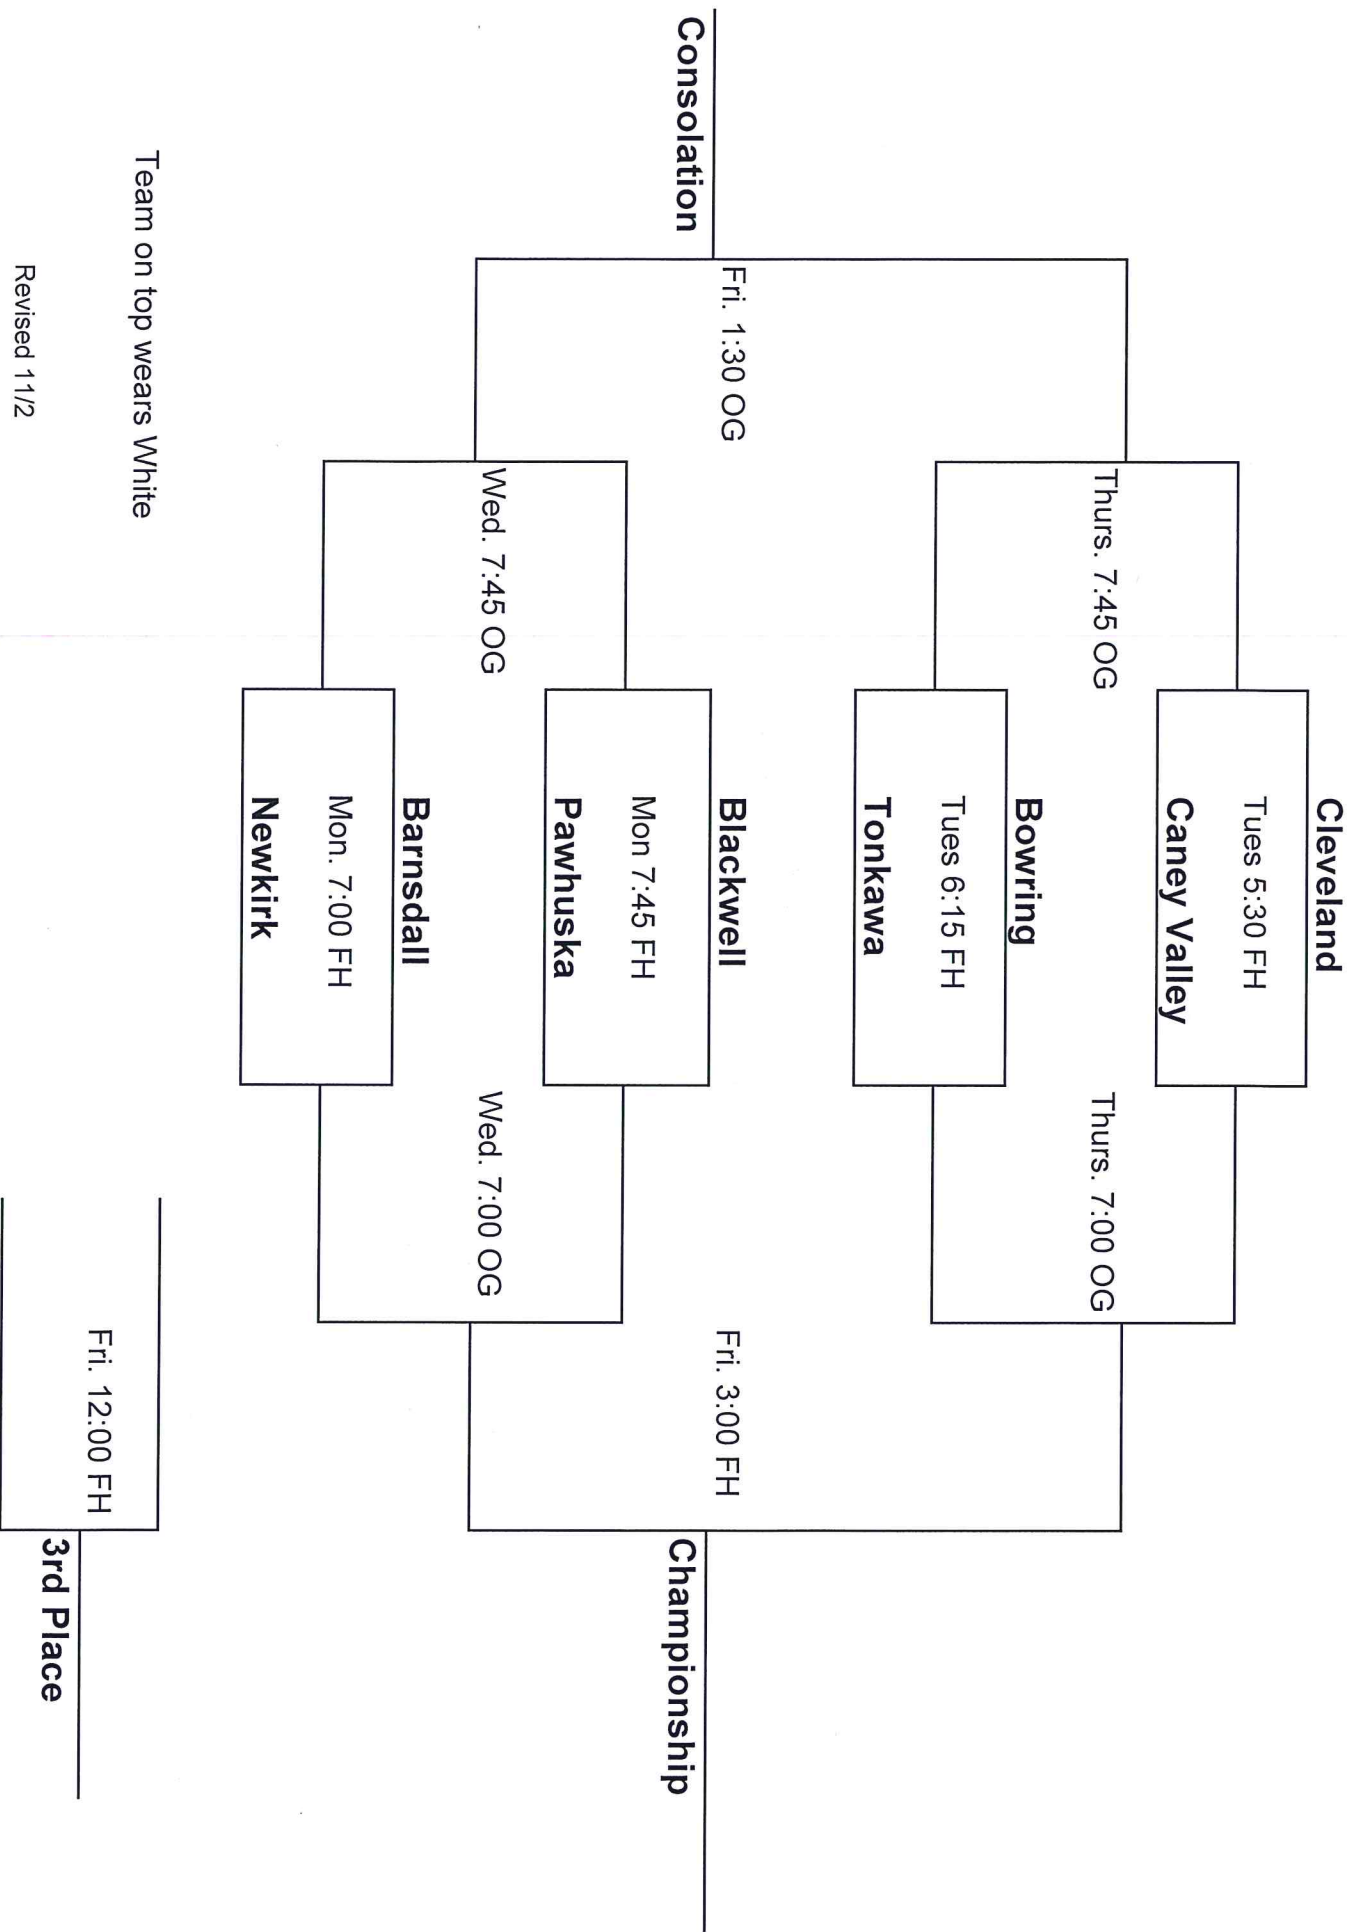 Cleveland
Tues 5:30 FH
Caney Valley
Thurs. 7:45 OG
Thurs. 7:00 OG
Bowring
Tues 6:15 FH
Tonkawa
Fri. 1:30 OG
Fri. 3:00 FH
Consolation
Championship
Blackwell
Mon 7:45 FH
Pawhuska
Wed. 7:45 OG
Wed. 7:00 OG
Barnsdall
Mon. 7:00 FH
Newkirk
Team on top wears White
Fri. 12:00 FH
3rd Place
Revised 11/2